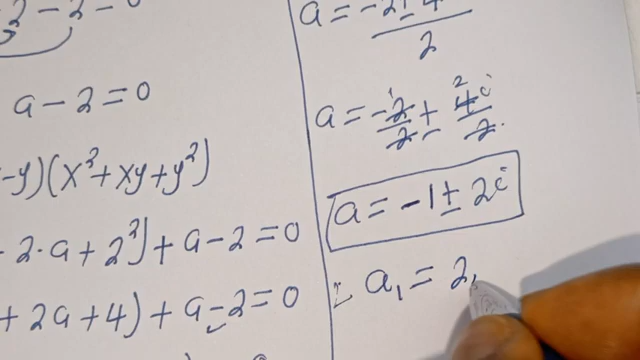 a - 2 = 0
-y)(x³+xy+y²)
2·a + 2²] + a - 2 = 0
+ 2a + 4) + a - 2 = 0
a = -2 ± 4
2
a = -2/2 ± 4i/2
a = -1 ± 2i
a₁ = 2,